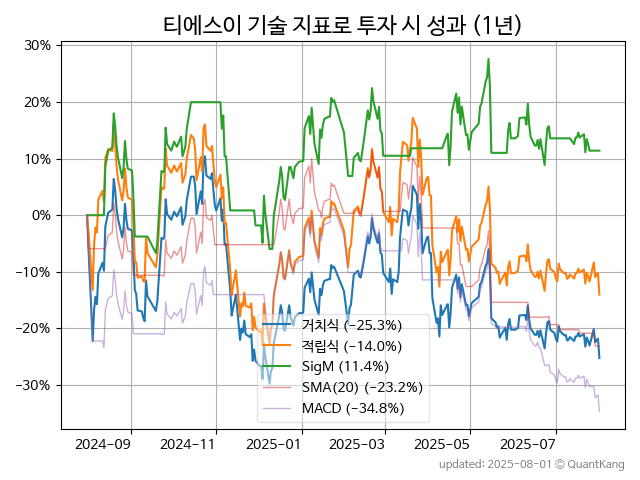 티에스이 기술 지표로 투자 시 성과 (1년)
30%
20%
10%
0%
−10%
−20%
−30%
거치식 (−25.3%)
적립식 (−14.0%)
SigM (11.4%)
SMA(20) (−23.2%)
MACD (−34.8%)
2024−09 2024−11 2025−01 2025−03 2025−05 2025−07
updated: 2025-08-01 © QuantKang